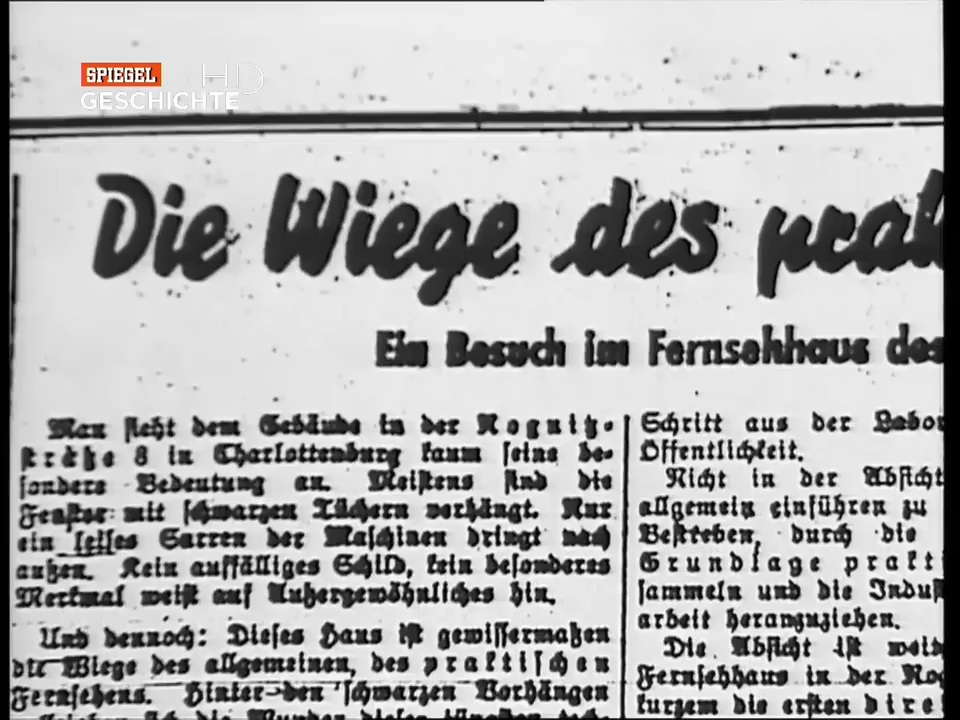 SPIEGEL HD
GESCHICHTE
Die Wiege des prak
Ein Besuch im Fernsehhaus des
Man sieht dem Gebäude in der Rognitz-
straße 8 in Charlottenburg kaum seine be-
sondere Bedeutung an. Meistens sind die
Fenster mit schwarzen Tüchern verhängt. Nur
ein leises Surren der Maschinen dringt nach
außen. Kein auffälliges Schild, kein besonderes
Merkmal weist auf Außergewöhnliches hin.
Und dennoch: Dieses Haus ist gewissermaßen
die Wiege des allgemeinen, des praktischen
Fernsehens. Hinter den schwarzen Vorhängen
Schritt aus der Labor
Öffentlichkeit.
Nicht in der Absicht
allgemein einführen zu
Bestreben, durch die
Grundlage prakt
sammeln und die Indus
arbeit heranzuziehen.
Die Absicht ist weit
Fernsehhaus in der Rog
kurzem die ersten dire